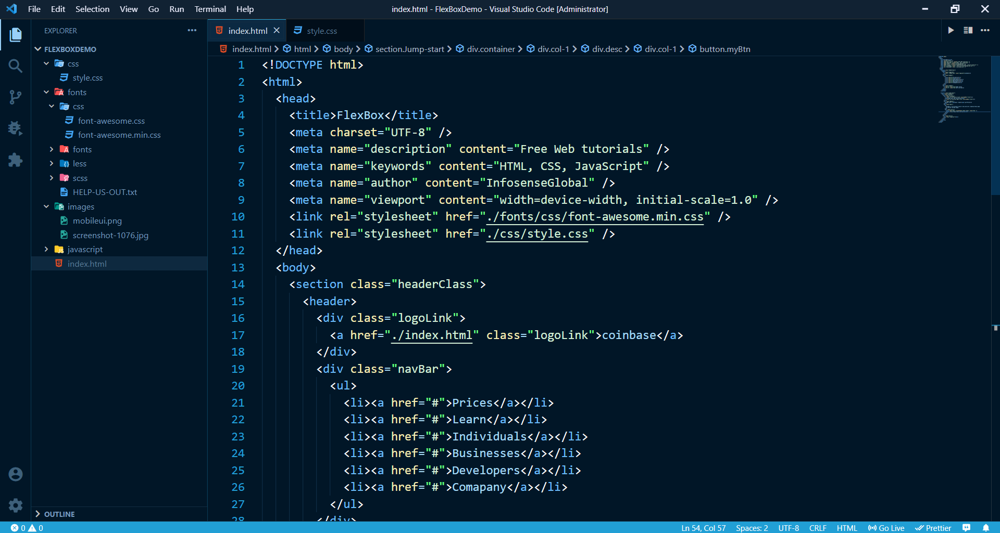 File Edit Selection View Go Run Terminal Help
index.html - FlexBoxDemo - Visual Studio Code [Administrator]
EXPLORER
FLEXBOXDEMO
css
style.css
fonts
css
font-awesome.css
font-awesome.min.css
fonts
less
scss
HELP-US-OUT.txt
images
mobileui.png
screenshot-1076.jpg
javascript
index.html
OUTLINE
index.html style.css
index.html html body section.Jump-start div.container div.col-1 div.desc div.col-1 button.myBtn
1 <!DOCTYPE html>
2 <html>
3 <head>
4 <title>FlexBox</title>
5 <meta charset="UTF-8" />
6 <meta name="description" content="Free Web tutorials" />
7 <meta name="keywords" content="HTML, CSS, JavaScript" />
8 <meta name="author" content="InfosenseGlobal" />
9 <meta name="viewport" content="width=device-width, initial-scale=1.0" />
10 <link rel="stylesheet" href="./fonts/css/font-awesome.min.css" />
11 <link rel="stylesheet" href="./css/style.css" />
12 </head>
13 <body>
14 <section class="headerClass">
15 <header>
16 <div class="logoLink">
17 <a href="./index.html" class="logoLink">coinbase</a>
18 </div>
19 <div class="navBar">
20 <ul>
21 <li><a href="#">Prices</a></li>
22 <li><a href="#">Learn</a></li>
23 <li><a href="#">Individuals</a></li>
24 <li><a href="#">Businesses</a></li>
25 <li><a href="#">Developers</a></li>
26 <li><a href="#">Comapany</a></li>
27 </ul>
28 </div>
0 0 Ln 54, Col 57 Spaces: 2 UTF-8 CRLF HTML Go Live Prettier